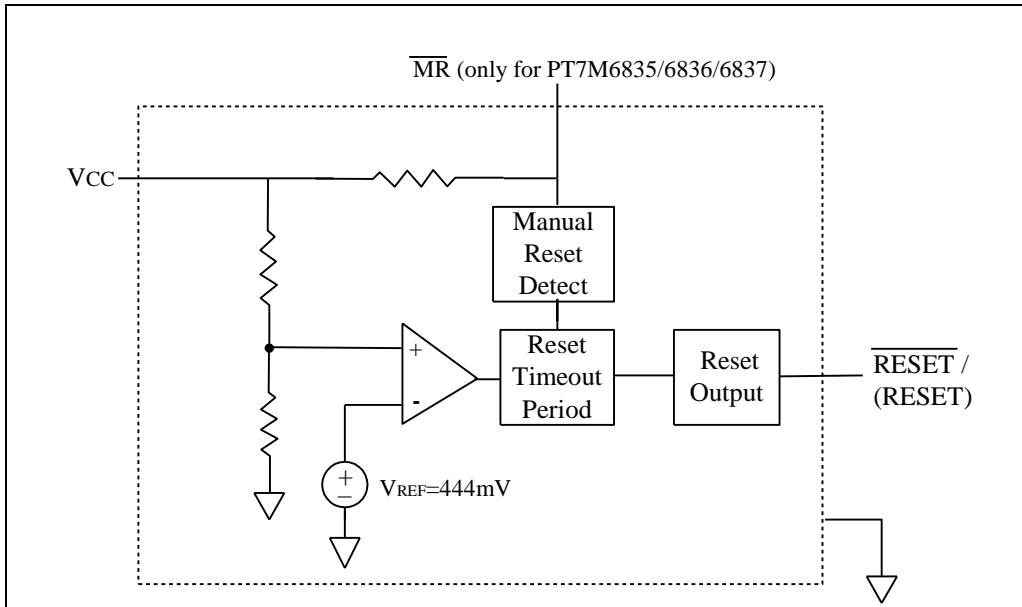 MR (only for PT7M6835/6836/6837)
VCC
Manual
Reset
Detect
+
-
Reset
Timeout
Period
Reset
Output
RESET /
(RESET)
+
–
VREF=444mV